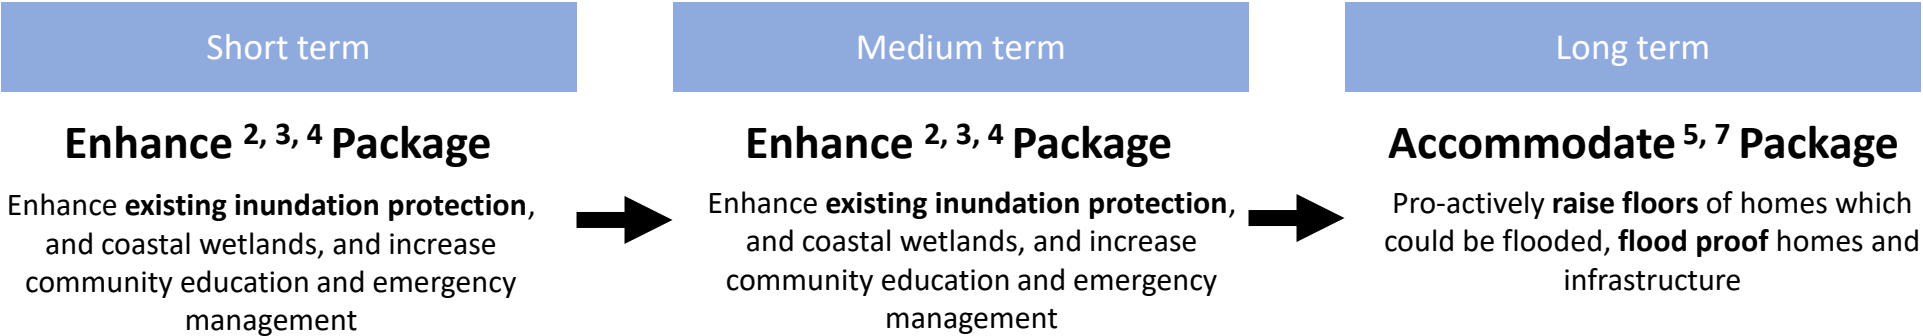 Short term
Enhance 2, 3, 4 Package
Enhance existing inundation protection,
and coastal wetlands, and increase
community education and emergency
management
Medium term
Enhance 2, 3, 4 Package
Enhance existing inundation protection,
and coastal wetlands, and increase
community education and emergency
management
Long term
Accommodate 5, 7 Package
Pro-actively raise floors of homes which
could be flooded, flood proof homes and
infrastructure